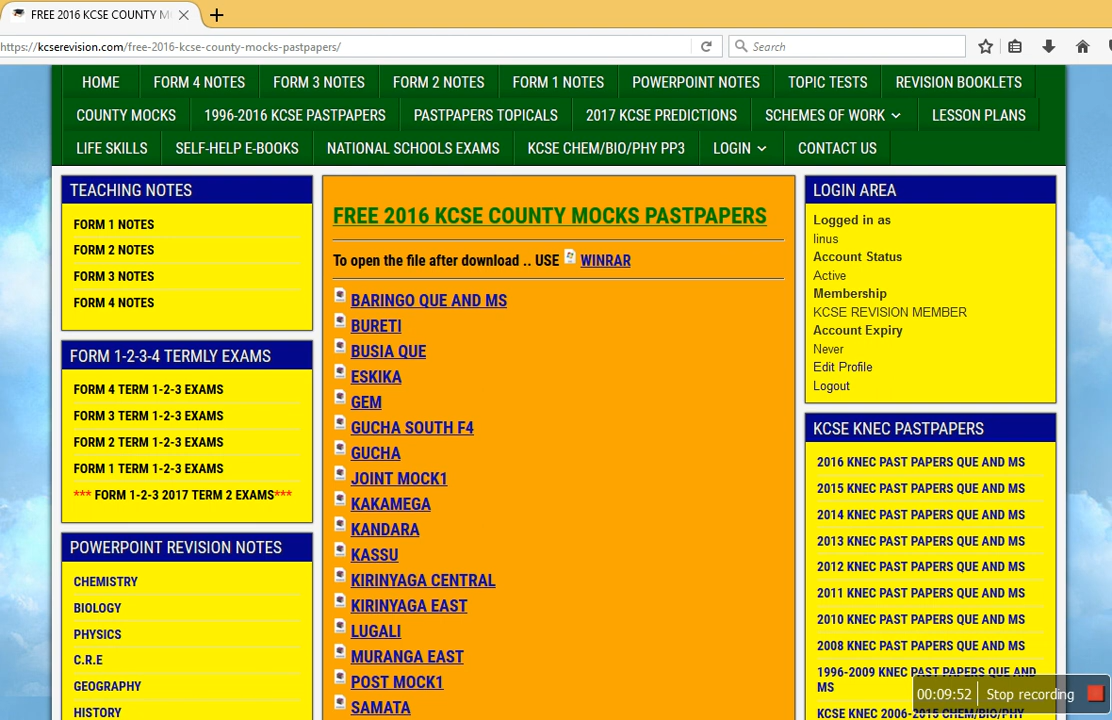 FREE 2016 KCSE COUNTY M
https://kcserevision.com/free-2016-kcse-county-mocks-pastpapers/
Search
HOME FORM 4 NOTES FORM 3 NOTES FORM 2 NOTES FORM 1 NOTES POWERPOINT NOTES TOPIC TESTS REVISION BOOKLETS
COUNTY MOCKS 1996-2016 KCSE PASTPAPERS PASTPAPERS TOPICALS 2017 KCSE PREDICTIONS SCHEMES OF WORK LESSON PLANS
LIFE SKILLS SELF-HELP E-BOOKS NATIONAL SCHOOLS EXAMS KCSE CHEM/BIO/PHY PP3 LOGIN CONTACT US
TEACHING NOTES
FORM 1 NOTES
FORM 2 NOTES
FORM 3 NOTES
FORM 4 NOTES
FORM 1-2-3-4 TERMLY EXAMS
FORM 4 TERM 1-2-3 EXAMS
FORM 3 TERM 1-2-3 EXAMS
FORM 2 TERM 1-2-3 EXAMS
FORM 1 TERM 1-2-3 EXAMS
*** FORM 1-2-3 2017 TERM 2 EXAMS***
POWERPOINT REVISION NOTES
CHEMISTRY
BIOLOGY
PHYSICS
C.R.E
GEOGRAPHY
HISTORY
FREE 2016 KCSE COUNTY MOCKS PASTPAPERS
To open the file after download .. USE WINRAR
BARINGO QUE AND MS
BURETI
BUSIA QUE
ESKIKA
GEM
GUCHA SOUTH F4
GUCHA
JOINT MOCK1
KAKAMEGA
KANDARA
KASSU
KIRINYAGA CENTRAL
KIRINYAGA EAST
LUGALI
MURANGA EAST
POST MOCK1
SAMATA
LOGIN AREA
Logged in as
linus
Account Status
Active
Membership
KCSE REVISION MEMBER
Account Expiry
Never
Edit Profile
Logout
KCSE KNEC PASTPAPERS
2016 KNEC PAST PAPERS QUE AND MS
2015 KNEC PAST PAPERS QUE AND MS
2014 KNEC PAST PAPERS QUE AND MS
2013 KNEC PAST PAPERS QUE AND MS
2012 KNEC PAST PAPERS QUE AND MS
2011 KNEC PAST PAPERS QUE AND MS
2010 KNEC PAST PAPERS QUE AND MS
2008 KNEC PAST PAPERS QUE AND MS
1996-2009 KNEC PAST PAPERS QUE AND
MS
KCSE KNEC 2006-2015 CHEM/BIO/PHY
00:09:52 Stop recording